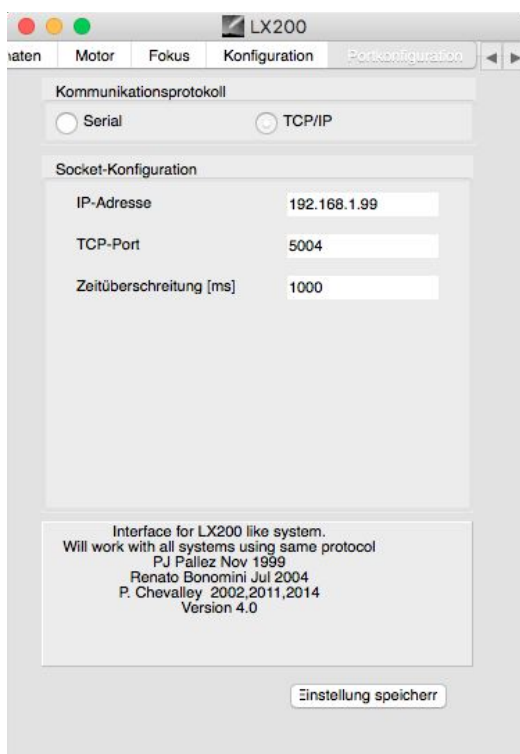 LX200
naten Motor Fokus Konfiguration Portkonfiguration
Kommunikationsprotokoll
Serial TCP/IP
Socket-Konfiguration
IP-Adresse 192.168.1.99
TCP-Port 5004
Zeitüberschreitung [ms] 1000
Interface for LX200 like system.
Will work with all systems using same protocol
PJ Pallez Nov 1999
Renato Bonomini Jul 2004
P. Chevalley 2002,2011,2014
Version 4.0
Einstellung speicherr